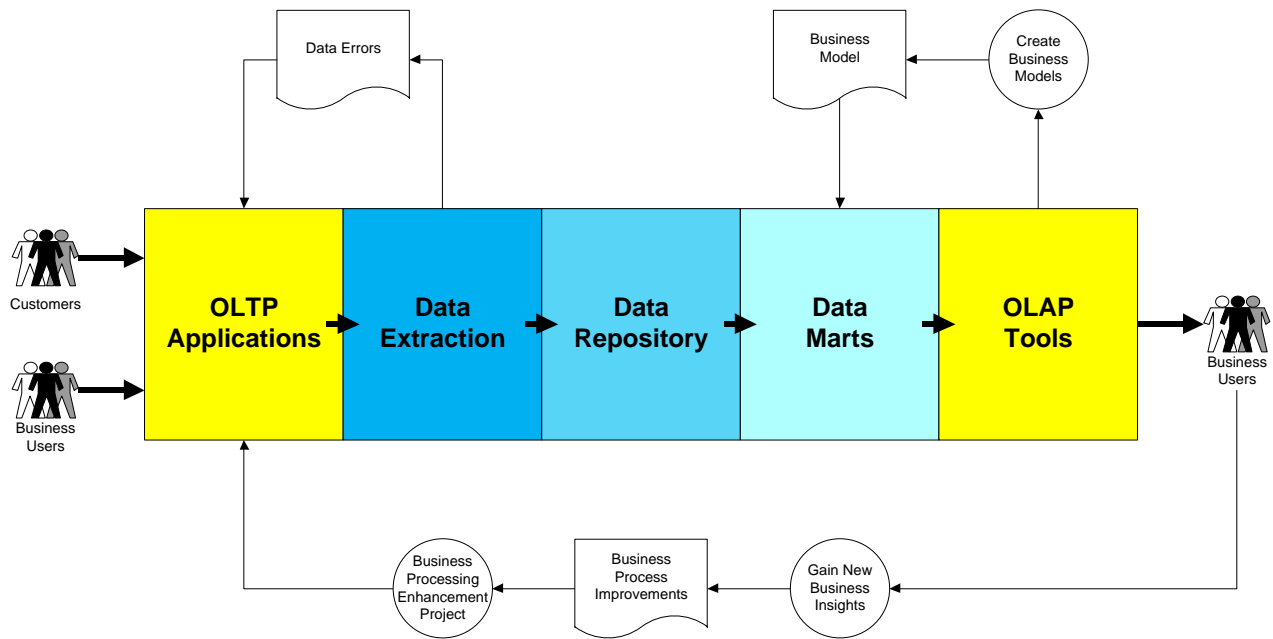 Data Errors
Business
Model
Create
Business
Models
Customers
Business
Users
OLTP
Applications
Data
Extraction
Data
Repository
Data
Marts
OLAP
Tools
Business
Users
Business
Processing
Enhancement
Project
Business
Process
Improvements
Gain New
Business
Insights